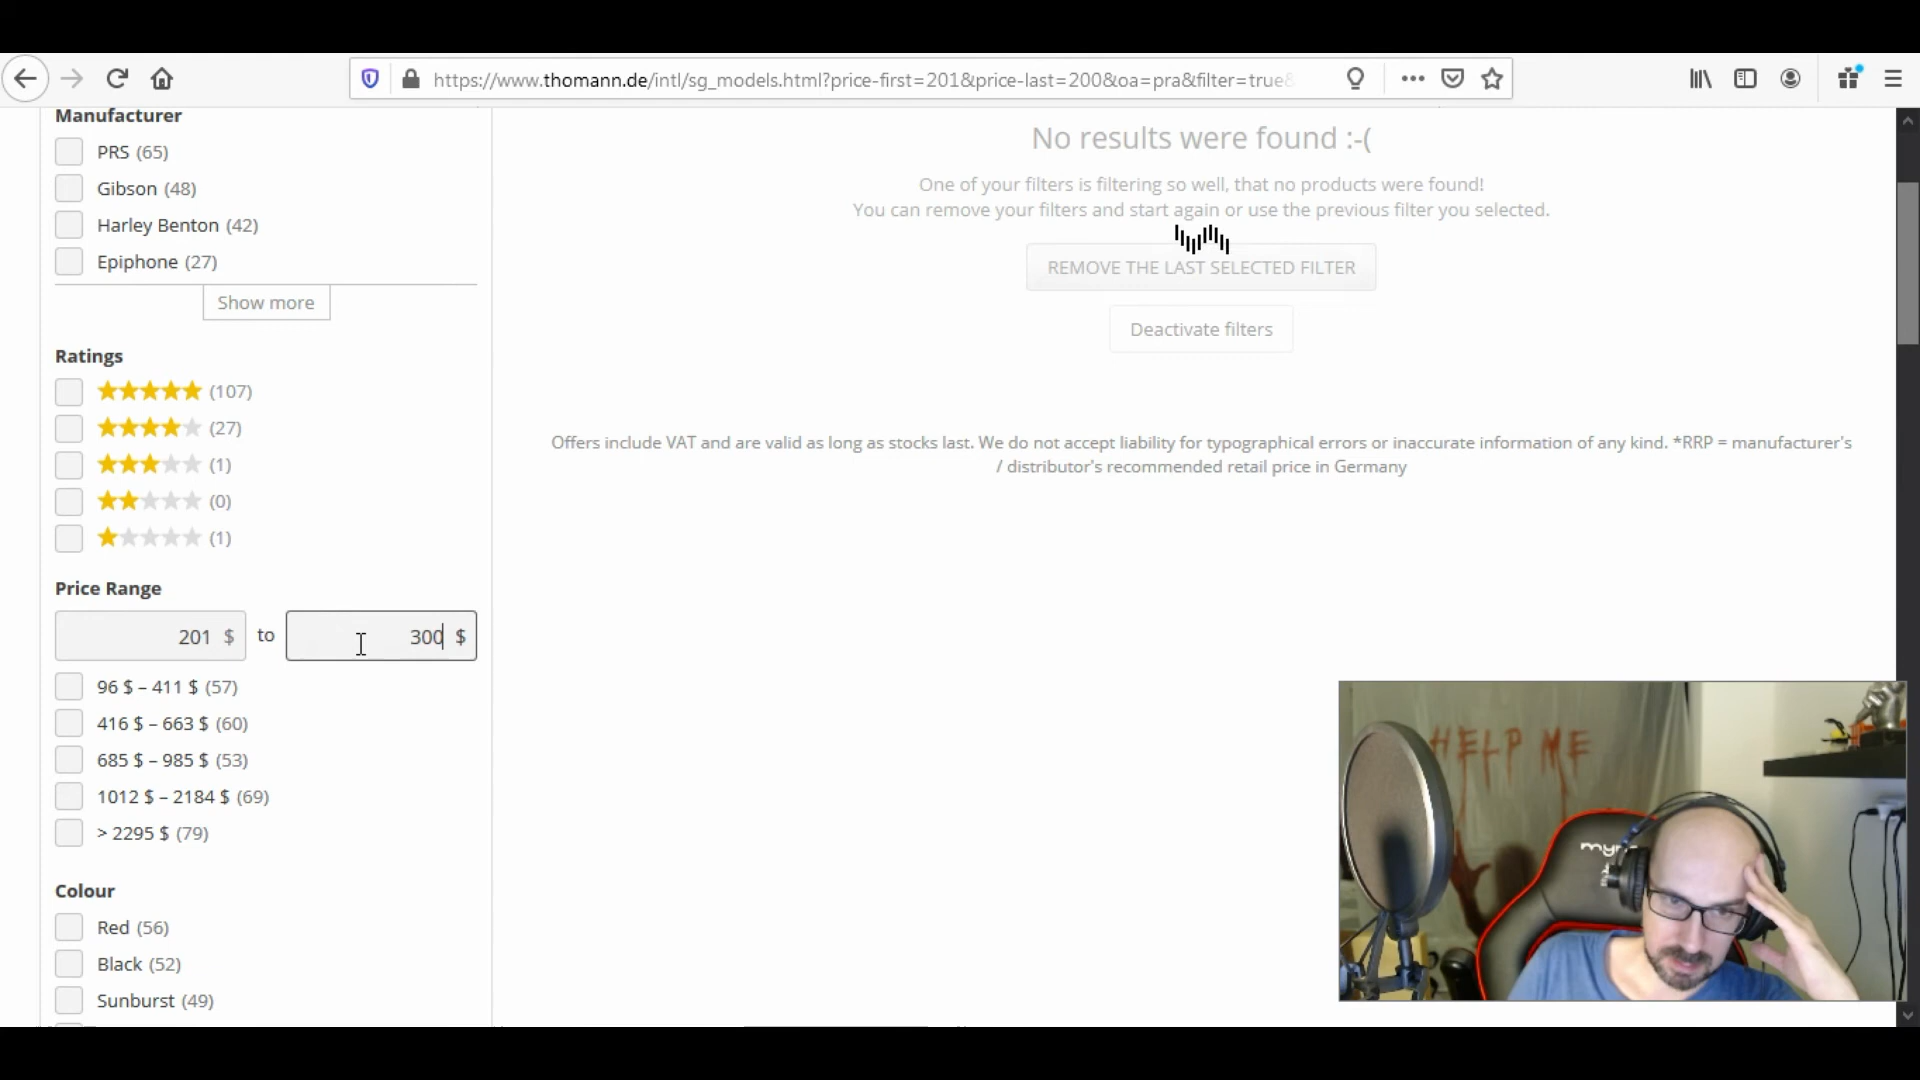 https://www.thomann.de/intl/sg_models.html?price-first=201&price-last=200&oa=pra&filter=true
Manufacturer
PRS (65)
Gibson (48)
Harley Benton (42)
Epiphone (27)
Show more
Ratings
(107)
(27)
(1)
(0)
(1)
Price Range
201 $ to 300 $
96 $ – 411 $ (57)
416 $ – 663 $ (60)
685 $ – 985 $ (53)
1012 $ – 2184 $ (69)
> 2295 $ (79)
Colour
Red (56)
Black (52)
Sunburst (49)
No results were found :-(
One of your filters is filtering so well, that no products were found!
You can remove your filters and start again or use the previous filter you selected.
REMOVE THE LAST SELECTED FILTER
Deactivate filters
Offers include VAT and are valid as long as stocks last. We do not accept liability for typographical errors or inaccurate information of any kind. *RRP = manufacturer's
/ distributor's recommended retail price in Germany
HELP ME